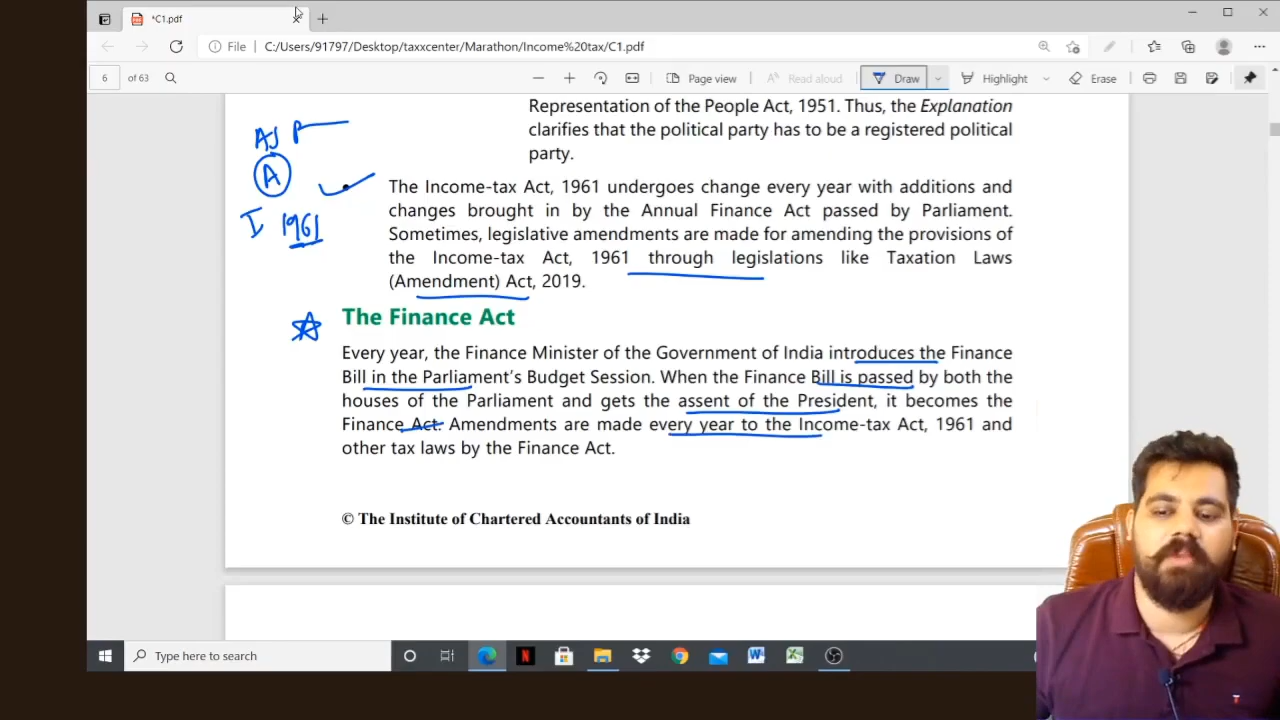 *C1.pdf
File
C:/Users/91797/Desktop/taxxcenter/Marathon/Income%20tax/C1.pdf
6
of 63
Page view
Read aloud
Draw
Highlight
Erase
Representation of the People Act, 1951. Thus, the Explanation
clarifies that the political party has to be a registered political
party.
A
I 1961
The Income-tax Act, 1961 undergoes change every year with additions and
changes brought in by the Annual Finance Act passed by Parliament.
Sometimes, legislative amendments are made for amending the provisions of
the Income-tax Act, 1961 through legislations like Taxation Laws
(Amendment) Act, 2019.
The Finance Act
Every year, the Finance Minister of the Government of India introduces the Finance
Bill in the Parliament's Budget Session. When the Finance Bill is passed by both the
houses of the Parliament and gets the assent of the President, it becomes the
Finance Act. Amendments are made every year to the Income-tax Act, 1961 and
other tax laws by the Finance Act.
© The Institute of Chartered Accountants of India
Type here to search